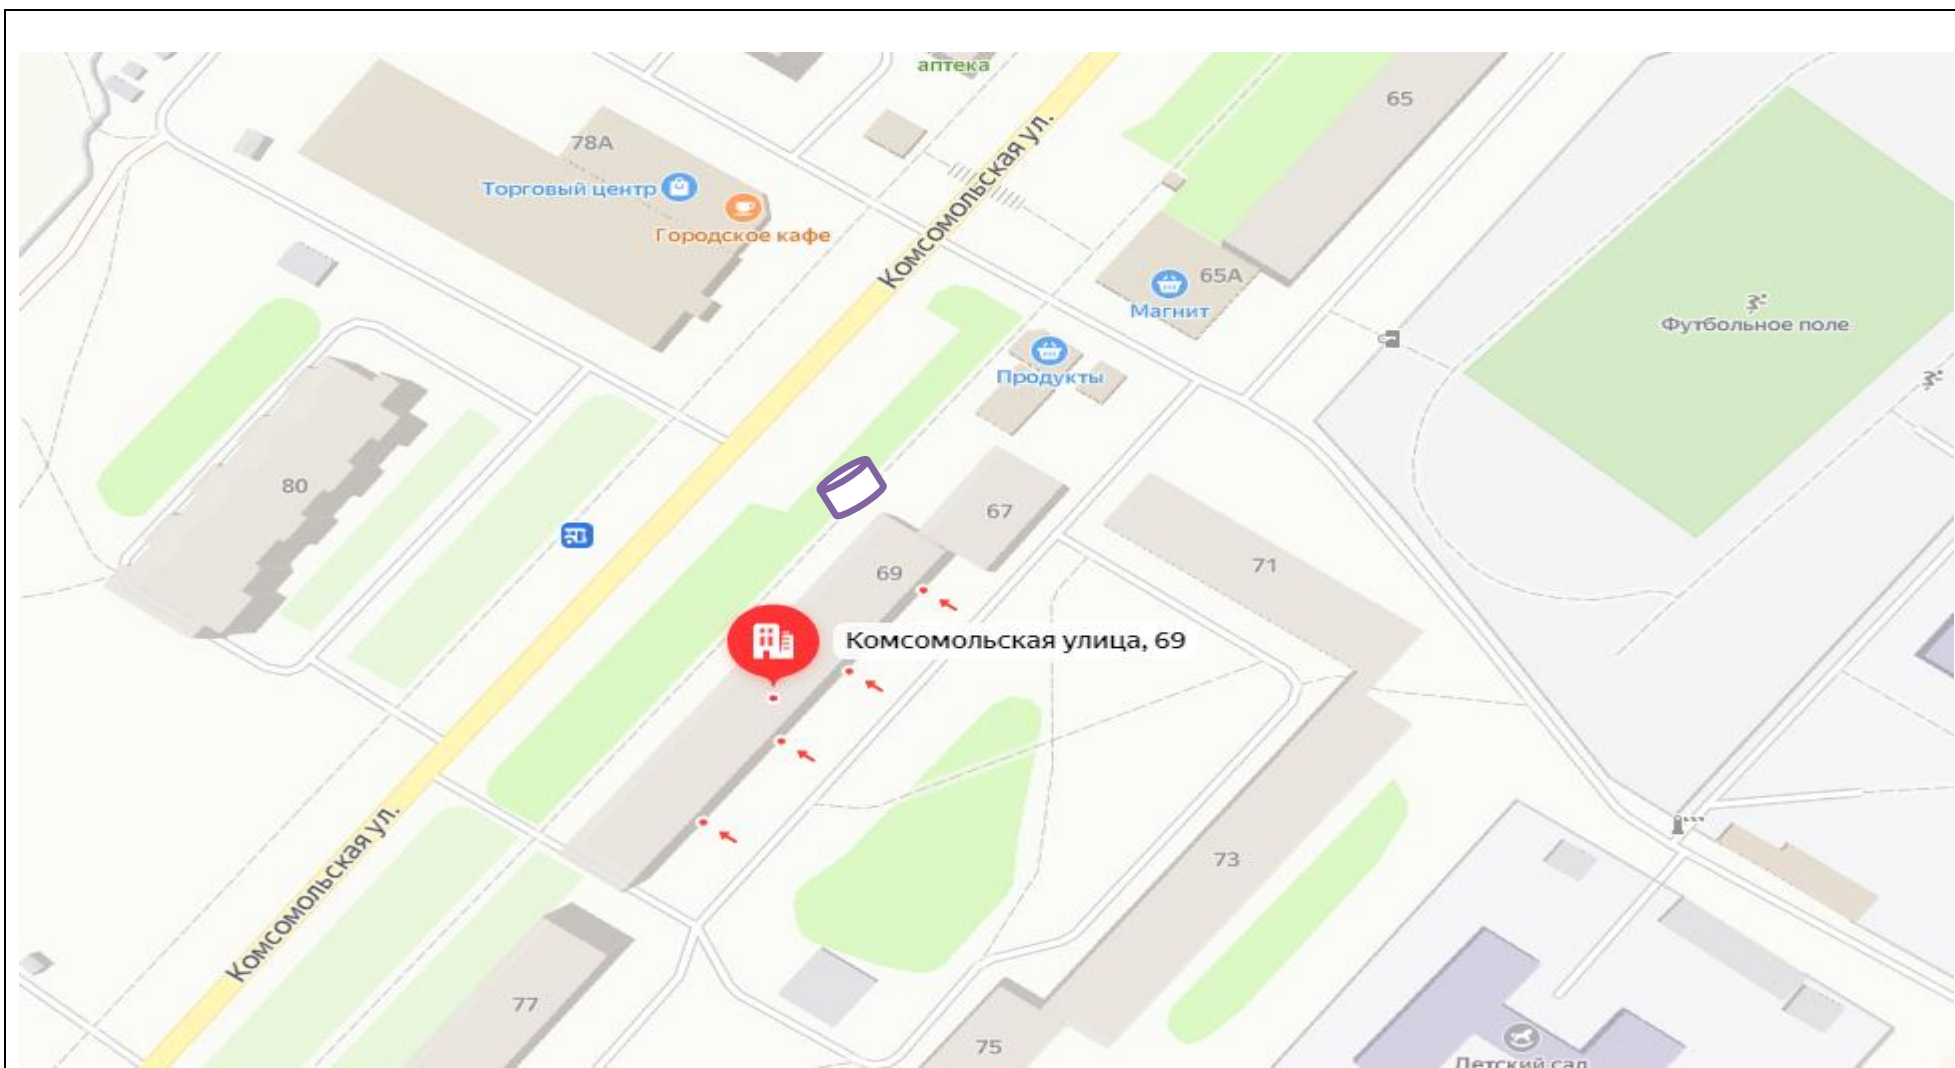 аптека
65
78А
Комсомольская ул.
Торговый центр
Городское кафе
65А
Магнит
Футбольное поле
Продукты
80
67
69
71
Комсомольская улица, 69
73
Комсомольская ул.
77
75
Детский сад